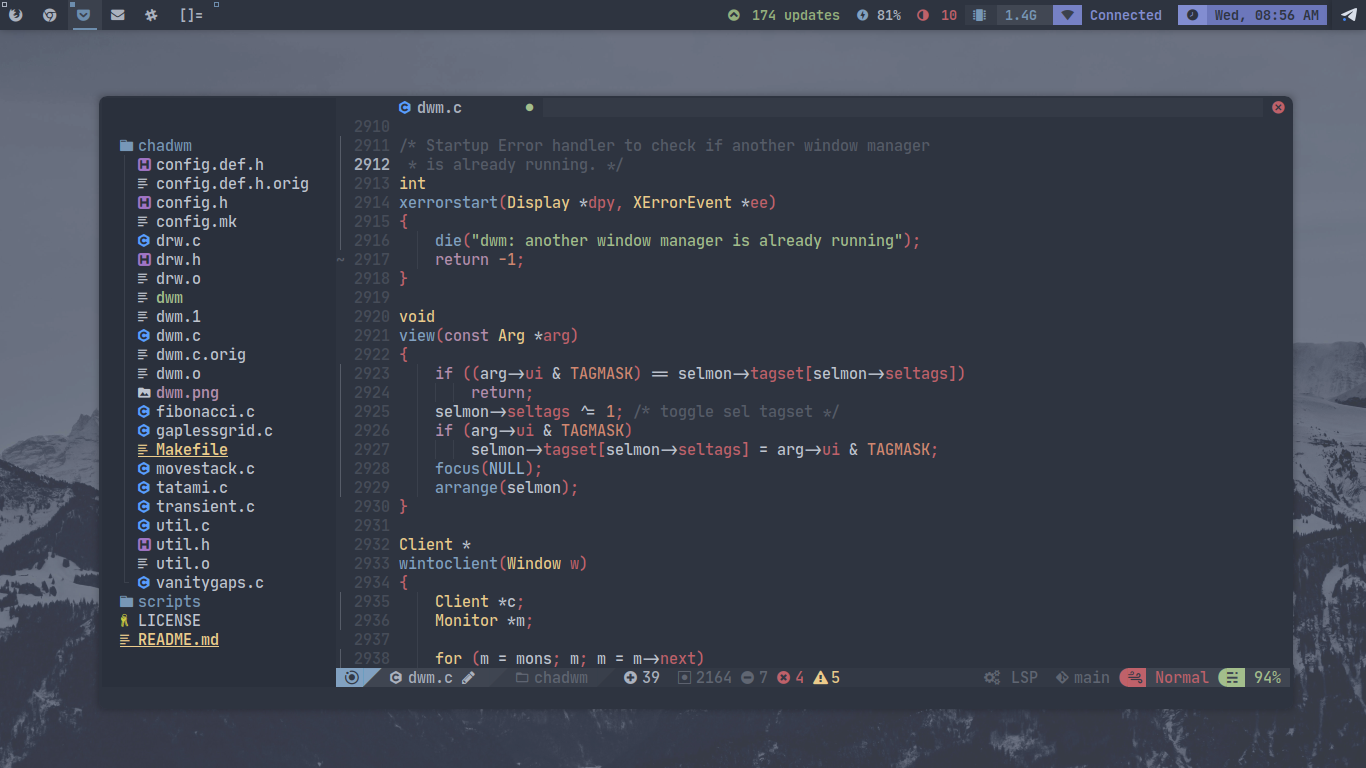 []= 174 updates 81% 10 1.4G Connected Wed, 08:56 AM
dwm.c
chadwm
config.def.h
config.def.h.orig
config.h
config.mk
drw.c
drw.h
drw.o
dwm
dwm.1
dwm.c
dwm.c.orig
dwm.o
dwm.png
fibonacci.c
gaplessgrid.c
Makefile
movestack.c
tatami.c
transient.c
util.c
util.h
util.o
vanitygaps.c
scripts
LICENSE
README.md
2910
2911 /* Startup Error handler to check if another window manager
2912 * is already running. */
2913 int
2914 xerrorstart(Display *dpy, XErrorEvent *ee)
2915 {
2916 die("dwm: another window manager is already running");
~ 2917 return -1;
2918 }
2919
2920 void
2921 view(const Arg *arg)
2922 {
2923 if ((arg->ui & TAGMASK) == selmon->tagset[selmon->seltags])
2924 return;
2925 selmon->seltags ^= 1; /* toggle sel tagset */
2926 if (arg->ui & TAGMASK)
2927 selmon->tagset[selmon->seltags] = arg->ui & TAGMASK;
2928 focus(NULL);
2929 arrange(selmon);
2930 }
2931
2932 Client *
2933 wintoclient(Window w)
2934 {
2935 Client *c;
2936 Monitor *m;
2937
2938 for (m = mons; m; m = m->next)
dwm.c chadwm 39 2164 7 4 5 LSP main Normal 94%